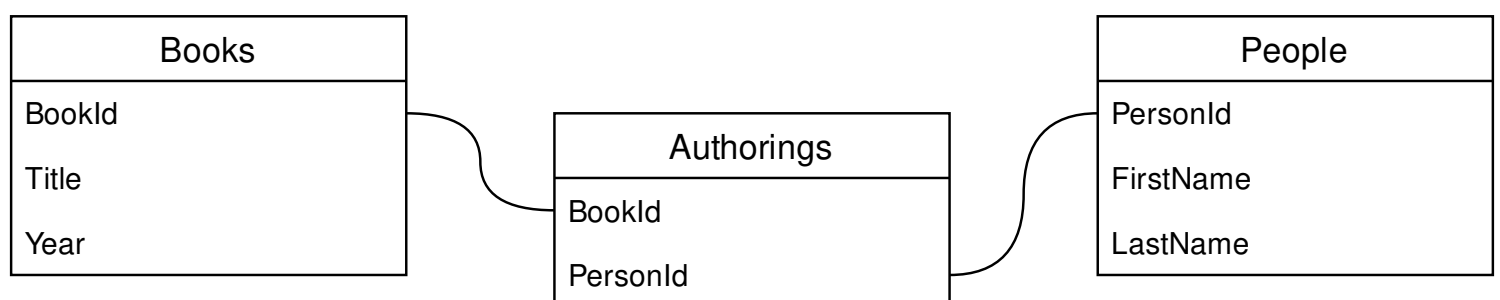 Books
BookId
Title
Year
Authorings
BookId
PersonId
People
PersonId
FirstName
LastName